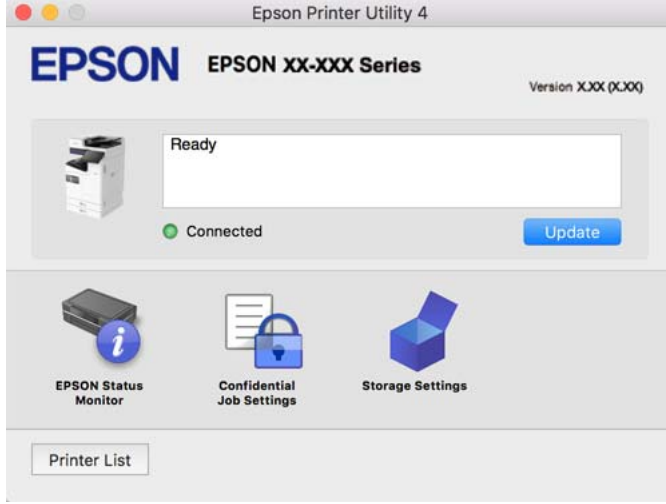 Epson Printer Utility 4
EPSON
EPSON XX-XXX Series
Version X.XX (X.XX)
Ready
Connected
Update
i
EPSON Status
Monitor
Confidential
Job Settings
Storage Settings
Printer List